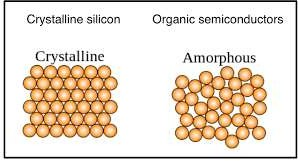 Crystalline silicon
Organic semiconductors
Crystalline
Amorphous